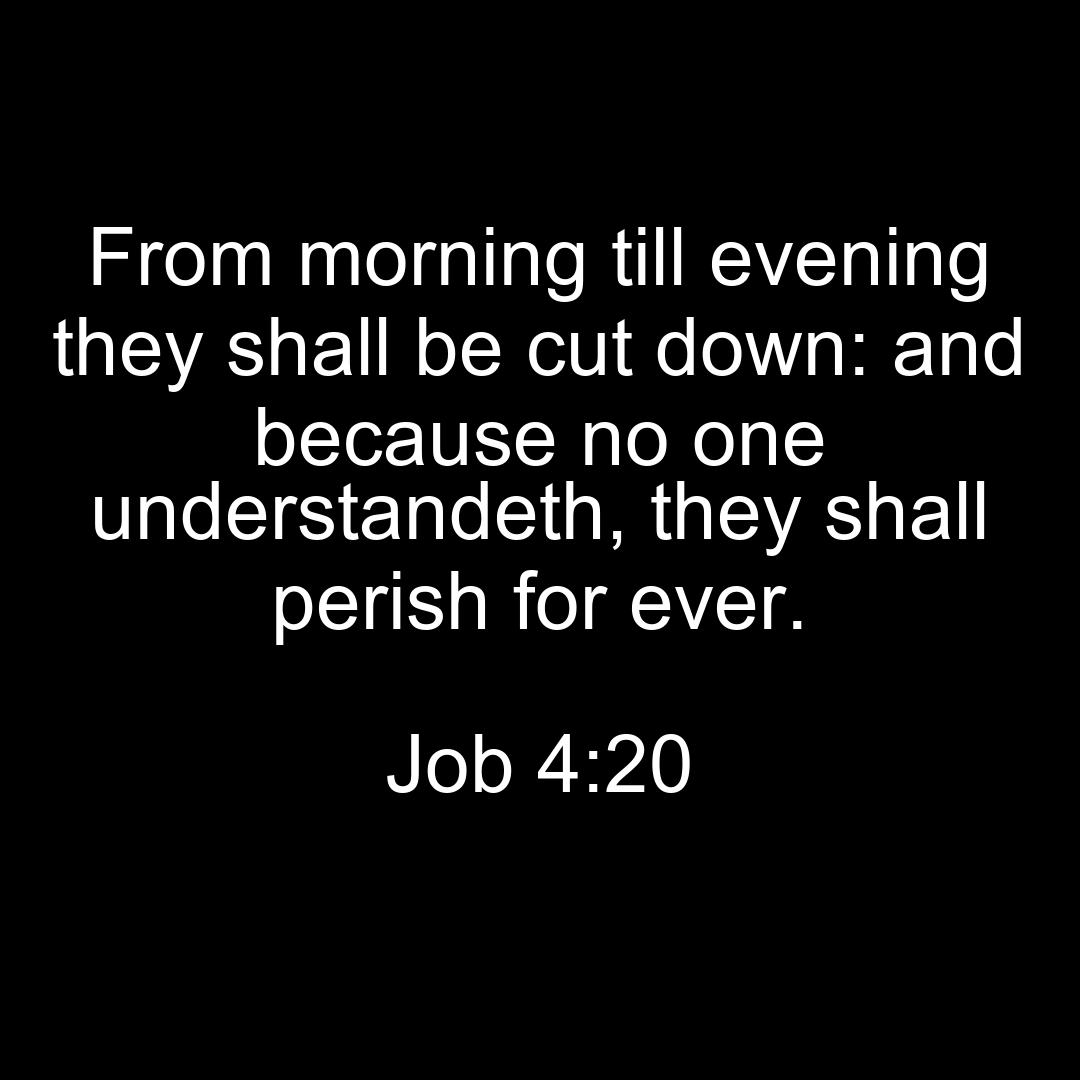 From morning till evening
they shall be cut down: and
because no one
understandeth, they shall
perish for ever.
Job 4:20